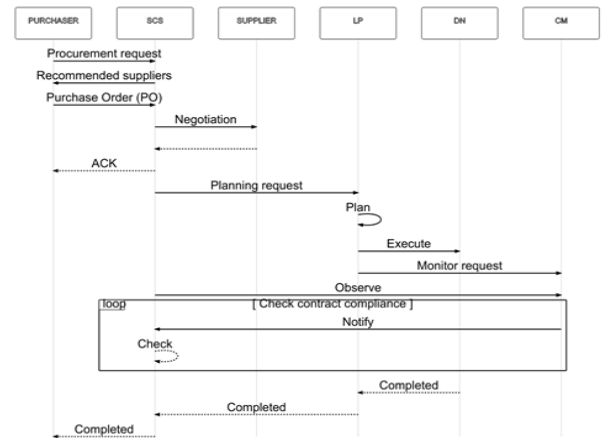 PURCHASER SCS SUPPLIER LP DN CM
Procurement request
Recommended suppliers
Purchase Order (PO)
Negotiation
ACK
Planning request
Plan
Execute
Monitor request
Observe
loop [ Check contract compliance ]
Notify
Check
Completed
Completed
Completed